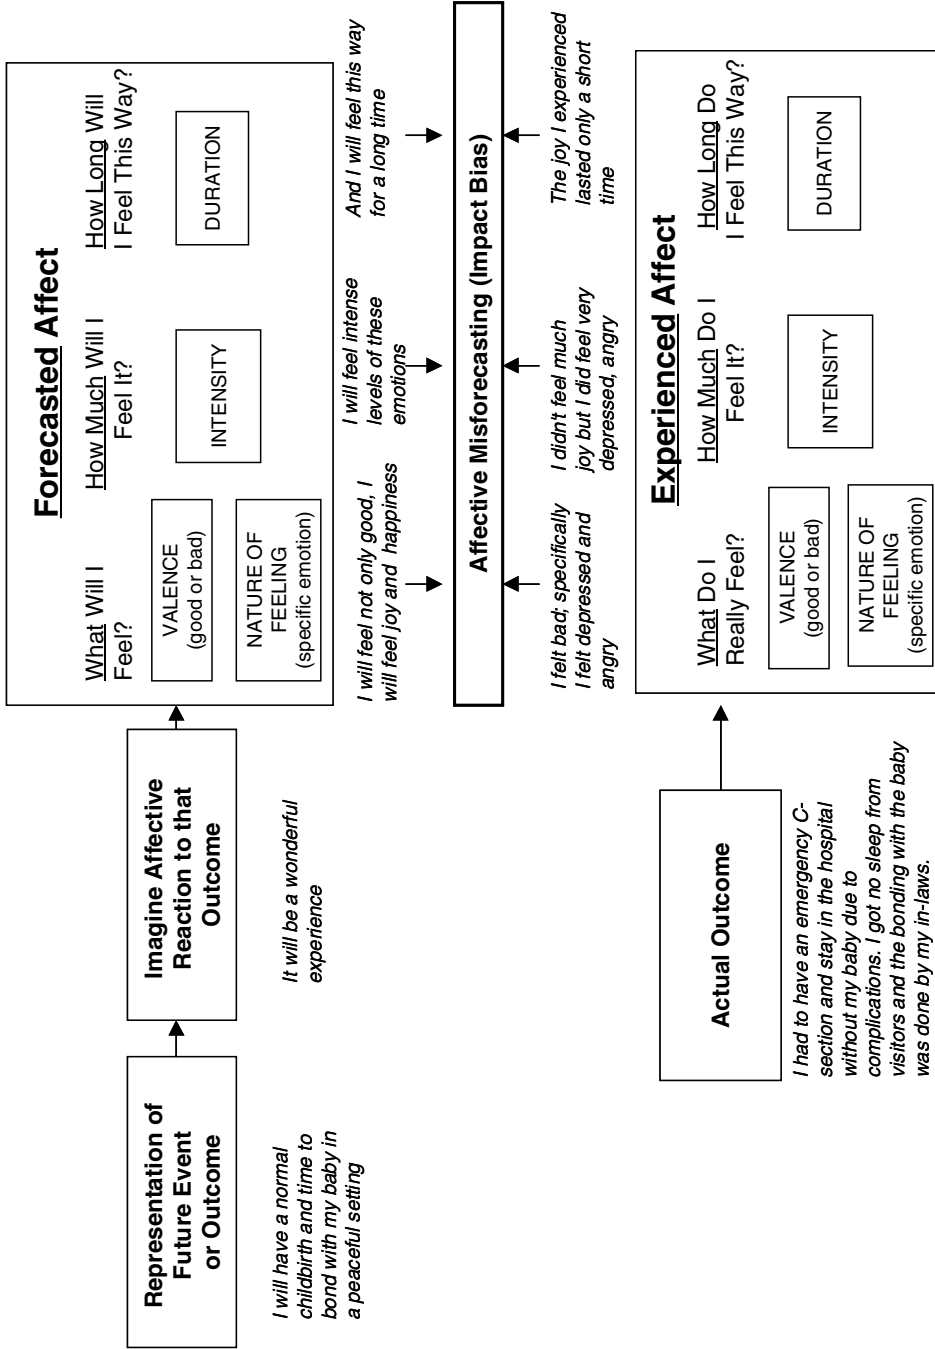 Representation of
Future Event
or Outcome
I will have a normal
childbirth and time to
bond with my baby in
a peaceful setting
Imagine Affective
Reaction to that
Outcome
It will be a wonderful
experience
Forecasted Affect
What Will I
Feel?
VALENCE
(good or bad)
NATURE OF
FEELING
(specific emotion)
How Much Will I
Feel It?
INTENSITY
How Long Will
I Feel This Way?
DURATION
I will feel not only good, I
will feel joy and happiness
I will feel intense
levels of these
emotions
And I will feel this way
for a long time
Affective Misforecasting (Impact Bias)
I felt bad; specifically
I felt depressed and
angry
I didn't feel much
joy but I did feel very
depressed, angry
The joy I experienced
lasted only a short
time
Actual Outcome
I had to have an emergency C-
section and stay in the hospital
without my baby due to
complications. I got no sleep from
visitors and the bonding with the baby
was done by my in-laws.
Experienced Affect
What Do I
Really Feel?
VALENCE
(good or bad)
NATURE OF
FEELING
(specific emotion)
How Much Do I
Feel It?
INTENSITY
How Long Do
I Feel This Way?
DURATION